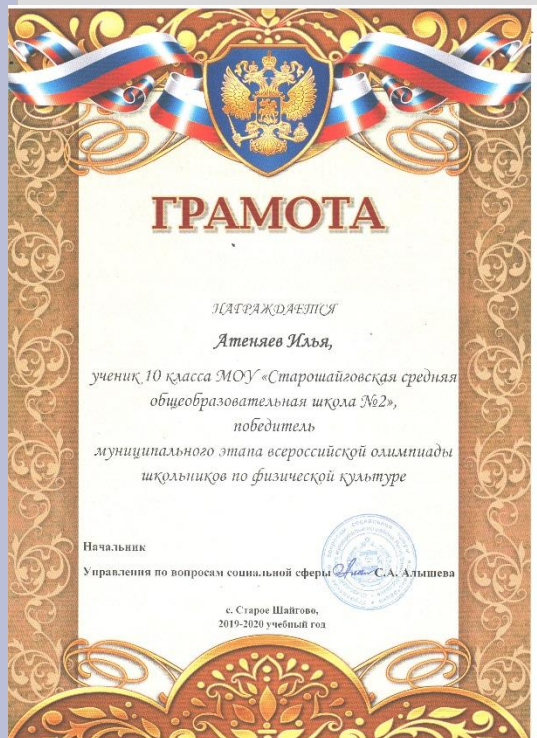 ГРАМОТА
НАГРАЖДАЕТСЯ
Атеняев Илья,
ученик 10 класса МОУ «Старошайговская средняя
общеобразовательная школа №2»,
победитель
муниципального этапа всероссийской олимпиады
школьников по физической культуре
Начальник
Управления по вопросам социальной сферы С.А. Алышева
с. Старое Шайгово,
2019-2020 учебный год